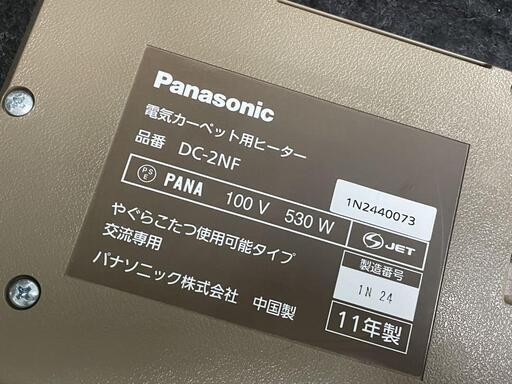 Panasonic
電気カーペット用ヒーター
品番 DC-2NF
PS E PANA 100 V 530 W
やぐらこたつ使用可能タイプ
交流専用
パナソニック株式会社 中国製
1N2440073
S JET
製造番号
1N 24
11年製